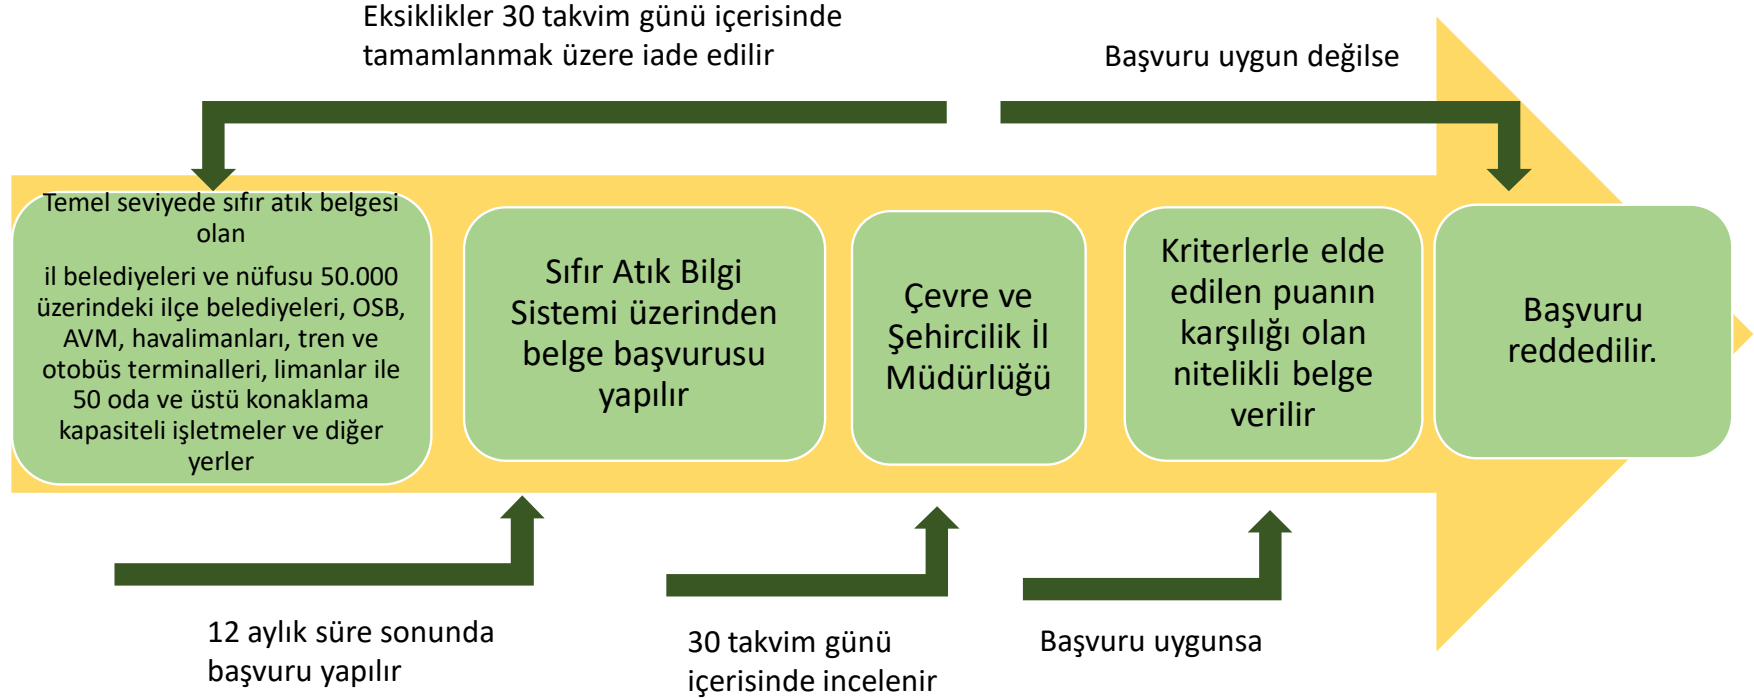 Eksiklikler 30 takvim günü içerisinde
tamamlanmak üzere iade edilir
Başvuru uygun değilse
Temel seviyede sıfır atık belgesi
olan
il belediyeleri ve nüfusu 50.000
üzerindeki ilçe belediyeleri, OSB,
AVM, havalimanları, tren ve
otobüs terminalleri, limanlar ile
50 oda ve üstü konaklama
kapasiteli işletmeler ve diğer
yerler
Sıfır Atık Bilgi
Sistemi üzerinden
belge başvurusu
yapılır
Çevre ve
Şehircilik İl
Müdürlüğü
Kriterlerle elde
edilen puanın
karşılığı olan
nitelikli belge
verilir
Başvuru
reddedilir.
12 aylık süre sonunda
başvuru yapılır
30 takvim günü
içerisinde incelenir
Başvuru uygunsa